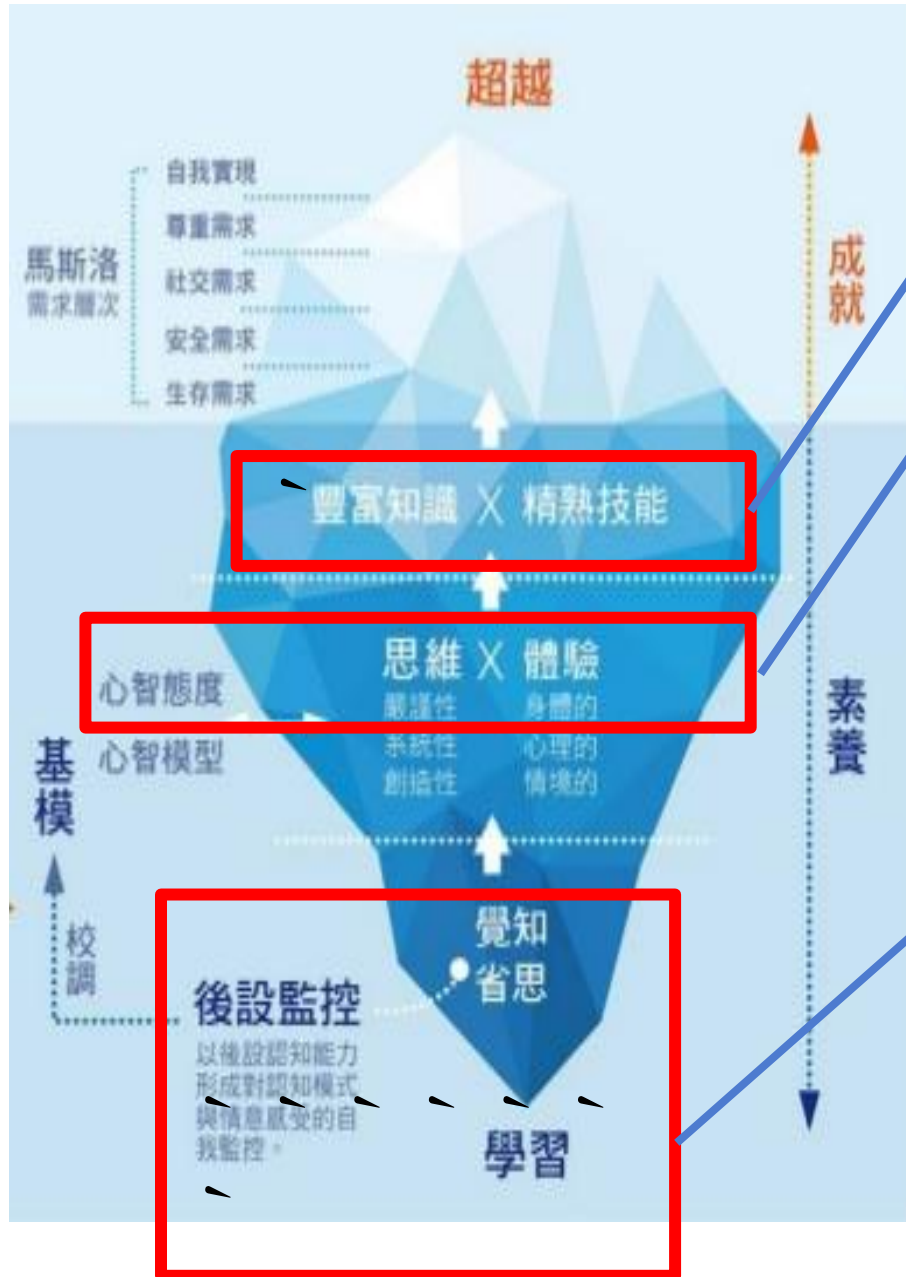 超越
自我實現
尊重需求
馬斯洛
需求層次
社交需求
安全需求
生存需求
成就
、
豐富知識 X 精熟技能
思維 X 體驗
心智態度
嚴謹性 身體的
心智模型
系統性 心理的
創造性 情境的
基模
素養
覺知
省思
校調
後設監控
以後設認知能力
形成對認知模式
、、、、、、
與情意感受的自
我監控。
學習
、